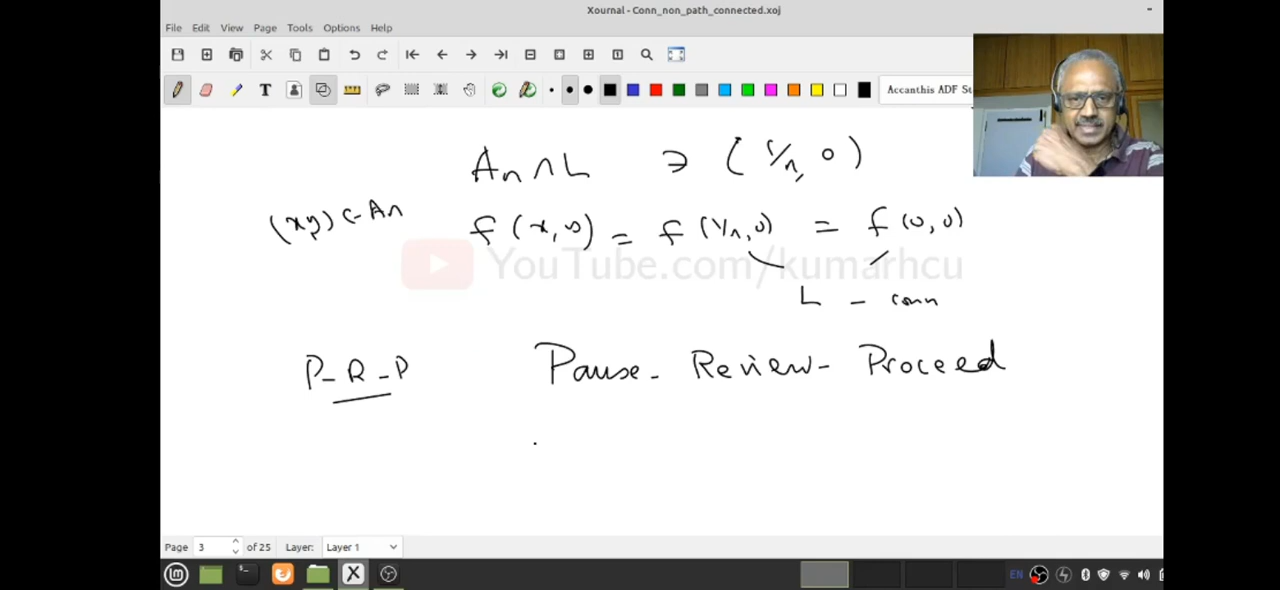 Xournal - Conn_non_path_connected.xoj
File Edit View Page Tools Options Help
T
Accanthis ADF St
An ∩ L ∋ (1/n, 0)
(x,y) ∈ An f(x,y) = f(1/n,0) = f(0,0)
YouTube.com/kumarhcu
L - conn
P-R-P Pause- Review- Proceed
Page 3 of 25 Layer: Layer 1
EN